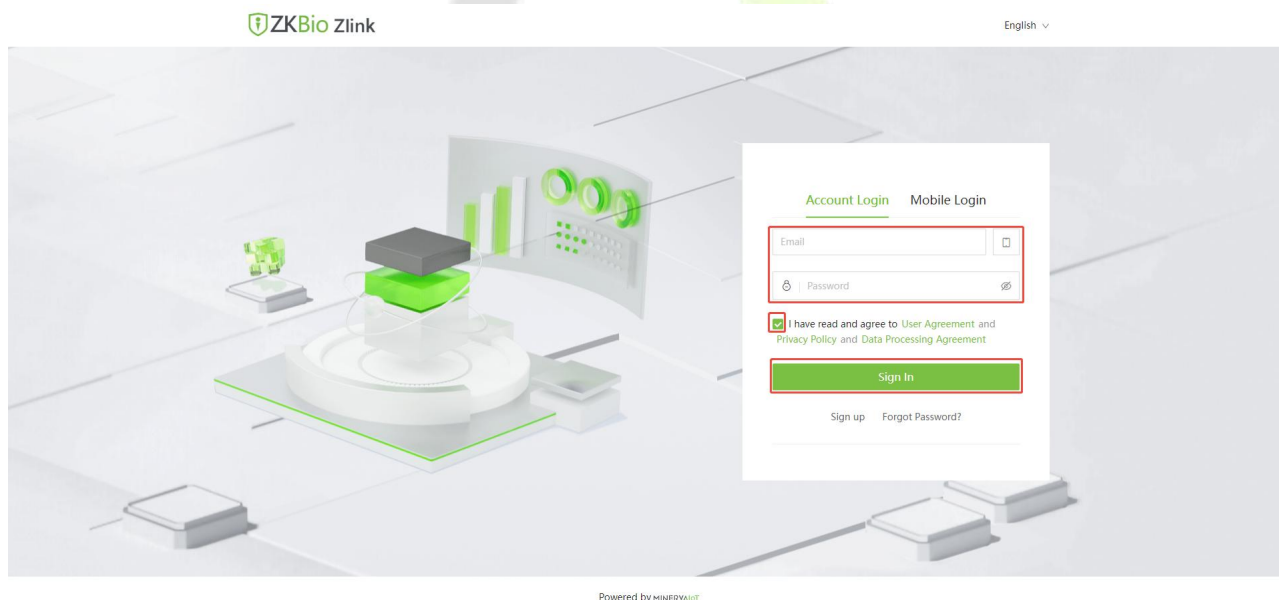 ZKBio Zlink
English
Account Login Mobile Login
Email
Password
I have read and agree to User Agreement and
Privacy Policy and Data Processing Agreement
Sign In
Sign up Forgot Password?
Powered by MINERVAIOT